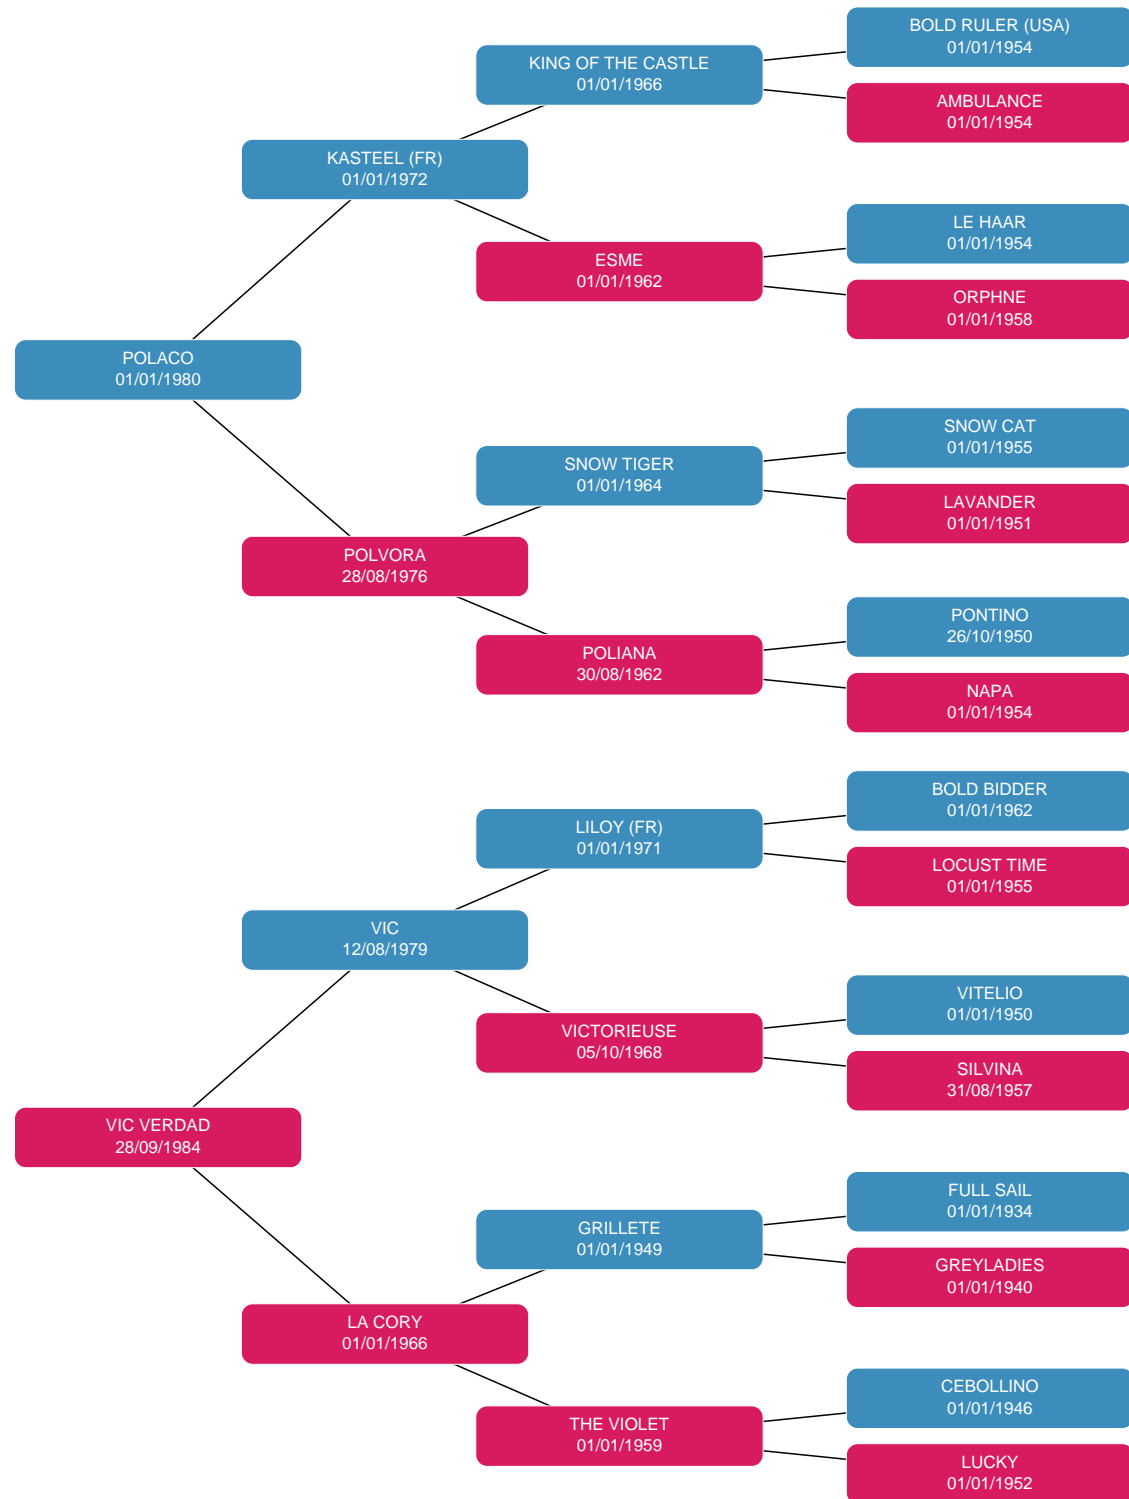 BOLD RULER (USA)
01/01/1954
KING OF THE CASTLE
01/01/1966
AMBULANCE
01/01/1954
KASTEEL (FR)
01/01/1972
LE HAAR
01/01/1954
ESME
01/01/1962
ORPHNE
01/01/1958
POLACO
01/01/1980
SNOW CAT
01/01/1955
SNOW TIGER
01/01/1964
LAVANDER
01/01/1951
POLVORA
28/08/1976
PONTINO
26/10/1950
POLIANA
30/08/1962
NAPA
01/01/1954
BOLD BIDDER
01/01/1962
LILOY (FR)
01/01/1971
LOCUST TIME
01/01/1955
VIC
12/08/1979
VITELIO
01/01/1950
VICTORIEUSE
05/10/1968
SILVINA
31/08/1957
VIC VERDAD
28/09/1984
FULL SAIL
01/01/1934
GRILLETE
01/01/1949
GREYLADIES
01/01/1940
LA CORY
01/01/1966
CEBOLLINO
01/01/1946
THE VIOLET
01/01/1959
LUCKY
01/01/1952